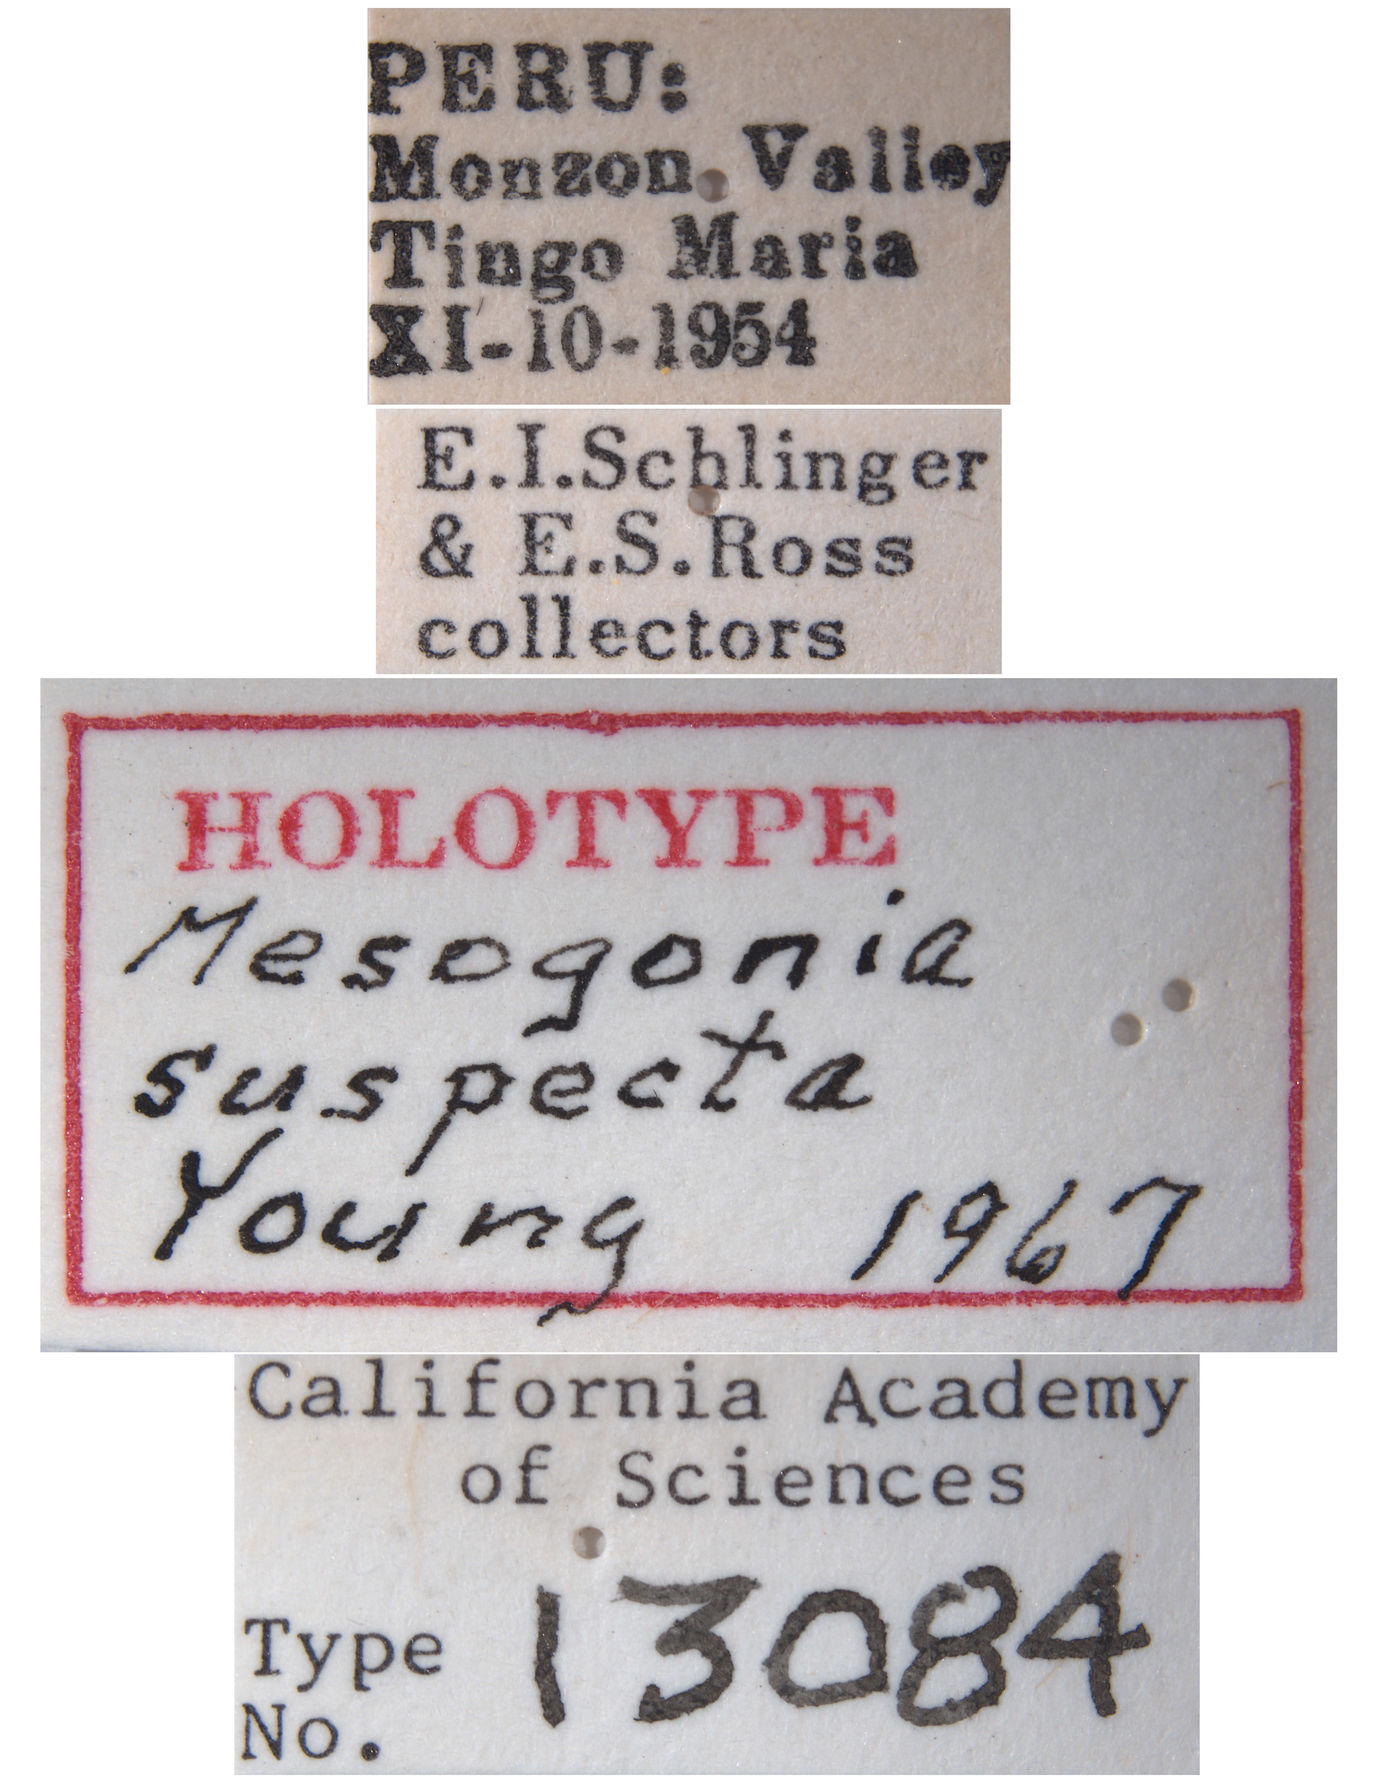 PERU:
Monzon Valley
Tingo Maria
XI-10-1954
E.I.Schlinger
& E.S.Ross
collectors
HOLOTYPE
Mesogonia
suspecta
Young 1967
California Academy
of Sciences
Type
No. 13084